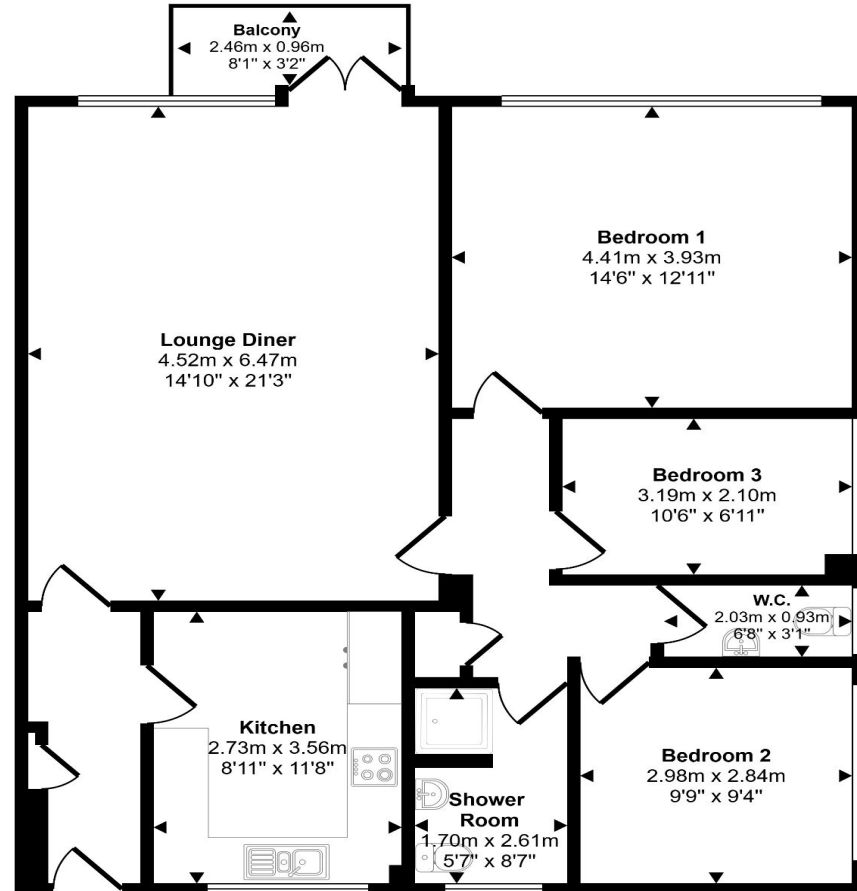 Balcony
2.46m x 0.96m
8'1" x 3'2"
Bedroom 1
4.41m x 3.93m
14'6" x 12'11"
Lounge Diner
4.52m x 6.47m
14'10" x 21'3"
Bedroom 3
3.19m x 2.10m
10'6" x 6'11"
W.C.
2.03m x 0.93m
6'8" x 3'1"
Kitchen
2.73m x 3.56m
8'11" x 11'8"
Bedroom 2
2.98m x 2.84m
9'9" x 9'4"
Shower
Room
1.70m x 2.61m
5'7" x 8'7"